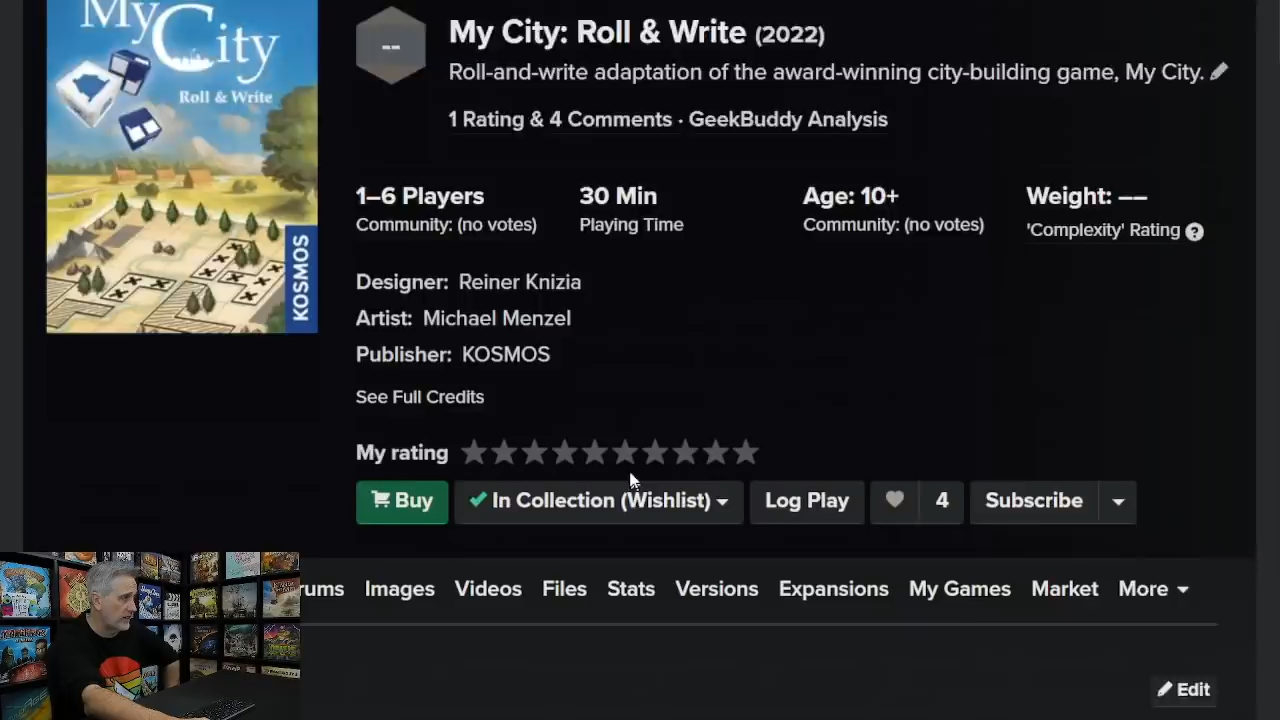 My
City
Roll & Write
KOSMOS
--
My City: Roll & Write (2022)
Roll-and-write adaptation of the award-winning city-building game, My City.
1 Rating & 4 Comments · GeekBuddy Analysis
1–6 Players
Community: (no votes)
30 Min
Playing Time
Age: 10+
Community: (no votes)
Weight: --
'Complexity' Rating ?
Designer: Reiner Knizia
Artist: Michael Menzel
Publisher: KOSMOS
See Full Credits
My rating
Buy
In Collection (Wishlist)
Log Play
4
Subscribe
rums
Images
Videos
Files
Stats
Versions
Expansions
My Games
Market
More
Edit